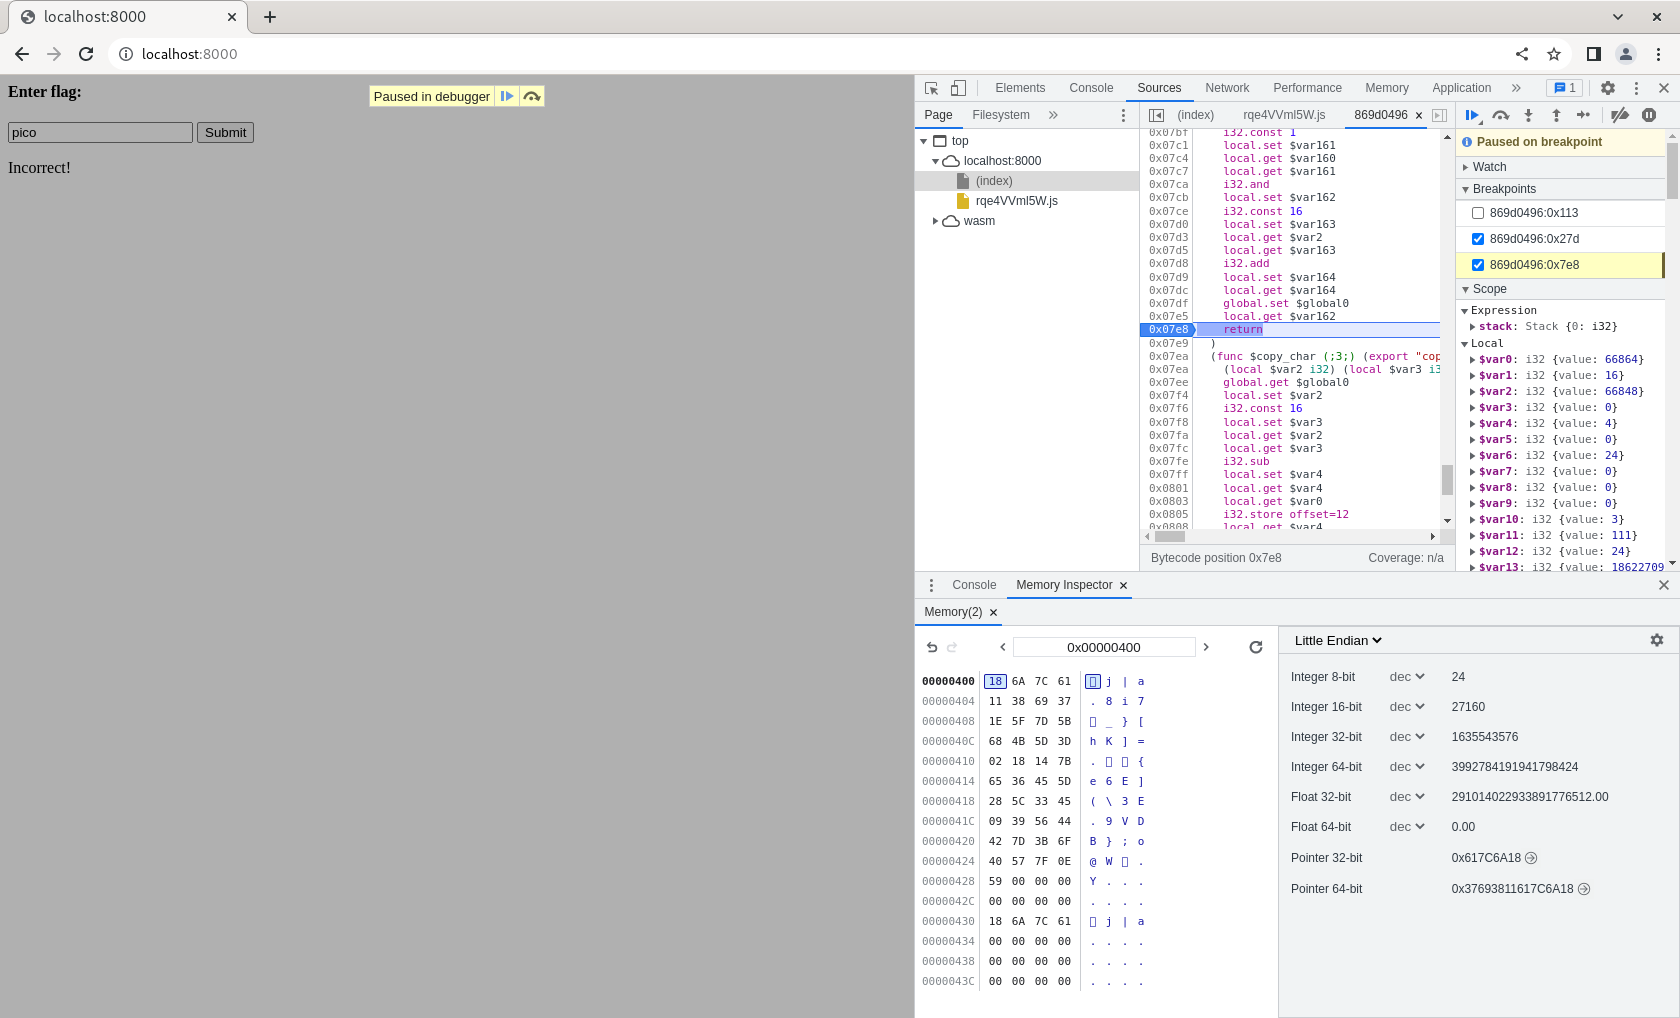 localhost:8000
localhost:8000
Enter flag:
Paused in debugger
pico
Submit
Incorrect!
Elements Console Sources Network Performance Memory Application 1
Page Filesystem
top
localhost:8000
(index)
rqe4VVml5W.js
wasm
(index) rqe4VVml5W.js 869d0496
0x07bf i32.const 1
0x07c1 local.set $var161
0x07c4 local.get $var160
0x07c7 local.get $var161
0x07ca i32.and
0x07cb local.set $var162
0x07ce i32.const 16
0x07d0 local.set $var163
0x07d3 local.get $var2
0x07d5 local.get $var163
0x07d8 i32.add
0x07d9 local.set $var164
0x07dc local.get $var164
0x07df global.set $global0
0x07e5 local.get $var162
0x07e8 return
0x07e9 )
0x07ea (func $copy_char (;3;) (export "cop
0x07ea (local $var2 i32) (local $var3 i3
0x07ee global.get $global0
0x07f4 local.set $var2
0x07f6 i32.const 16
0x07f8 local.set $var3
0x07fa local.get $var2
0x07fc local.get $var3
0x07fe i32.sub
0x07ff local.set $var4
0x0801 local.get $var4
0x0803 local.get $var0
0x0805 i32.store offset=12
0x0808 local.get $var4
Bytecode position 0x7e8 Coverage: n/a
Paused on breakpoint
Watch
Breakpoints
869d0496:0x113
869d0496:0x27d
869d0496:0x7e8
Scope
Expression
stack: Stack {0: i32}
Local
$var0: i32 {value: 66864}
$var1: i32 {value: 16}
$var2: i32 {value: 66848}
$var3: i32 {value: 0}
$var4: i32 {value: 4}
$var5: i32 {value: 0}
$var6: i32 {value: 24}
$var7: i32 {value: 0}
$var8: i32 {value: 0}
$var9: i32 {value: 0}
$var10: i32 {value: 3}
$var11: i32 {value: 111}
$var12: i32 {value: 24}
$var13: i32 {value: 18622709
Console Memory Inspector
Memory(2)
0x00000400
00000400 18 6A 7C 61 j | a
00000404 11 38 69 37 . 8 i 7
00000408 1E 5F 7D 5B _ } [
0000040C 68 4B 5D 3D h K ] =
00000410 02 18 14 7B . {
00000414 65 36 45 5D e 6 E ]
00000418 28 5C 33 45 ( \ 3 E
0000041C 09 39 56 44 . 9 V D
00000420 42 7D 3B 6F B } ; o
00000424 40 57 7F 0E @ W .
00000428 59 00 00 00 Y . . .
0000042C 00 00 00 00 . . . .
00000430 18 6A 7C 61 j | a
00000434 00 00 00 00 . . . .
00000438 00 00 00 00 . . . .
0000043C 00 00 00 00 . . . .
Little Endian
Integer 8-bit dec 24
Integer 16-bit dec 27160
Integer 32-bit dec 1635543576
Integer 64-bit dec 3992784191941798424
Float 32-bit dec 291014022933891776512.00
Float 64-bit dec 0.00
Pointer 32-bit 0x617C6A18
Pointer 64-bit 0x37693811617C6A18